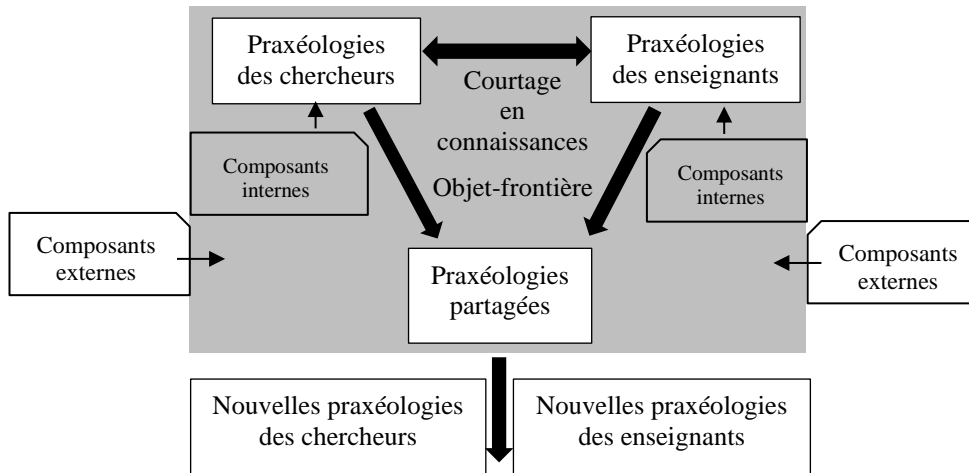 Praxéologies
des chercheurs
Praxéologies
des enseignants
Courtage
en
connaissances
Objet-frontière
Composants
internes
Composants
internes
Composants
externes
Composants
externes
Praxéologies
partagées
Nouvelles praxéologies
des chercheurs
Nouvelles praxéologies
des enseignants